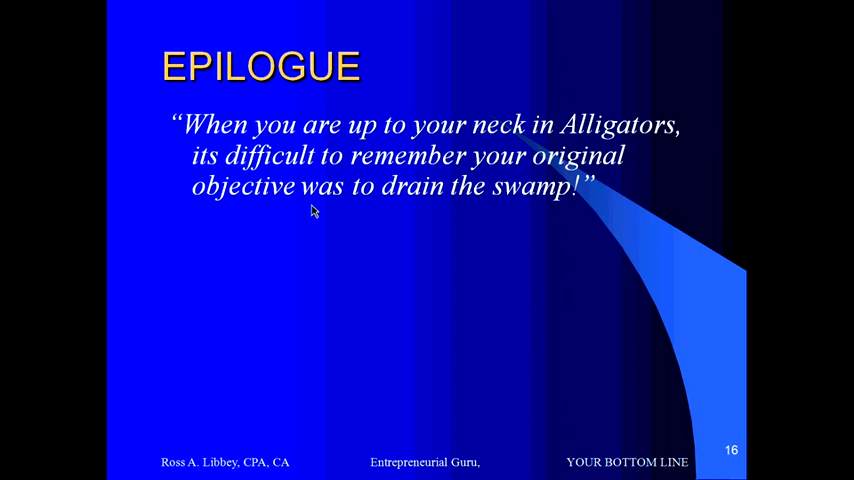 EPILOGUE
“When you are up to your neck in Alligators,
its difficult to remember your original
objective was to drain the swamp!”
16
Ross A. Libbey, CPA, CA Entrepreneurial Guru, YOUR BOTTOM LINE